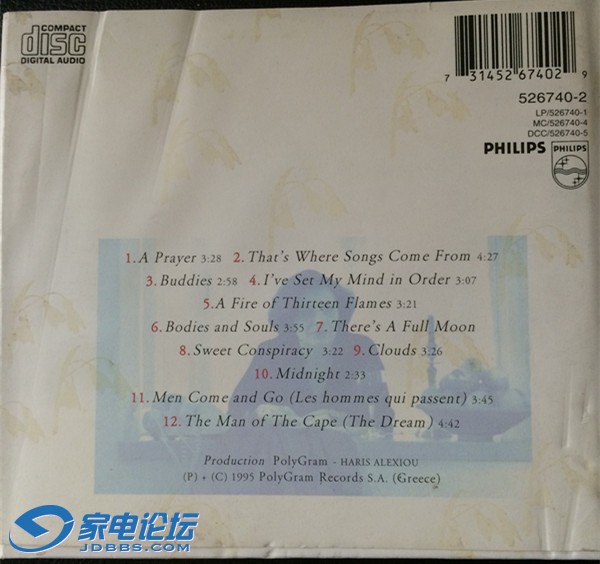 COMPACT
disc
DIGITAL AUDIO
7 31452 67402 9
526740-2
LP/526740-1
MC/526740-4
DCC/526740-5
PHILIPS PHILIPS
1. A Prayer 3:28 2. That's Where Songs Come From 4:27
3. Buddies 2:58 4. I've Set My Mind in Order 3:07
5. A Fire of Thirteen Flames 3:21
6. Bodies and Souls 3:55 7. There's A Full Moon
8. Sweet Conspiracy 3:22 9. Clouds 3:26
10. Midnight 2:33
11. Men Come and Go (Les hommes qui passent) 3:45
12. The Man of The Cape (The Dream) 4:42
Production PolyGram - HARIS ALEXIOU
(P) + (C) 1995 PolyGram Records S.A. (Greece)
家电论坛
JDBBS.COM